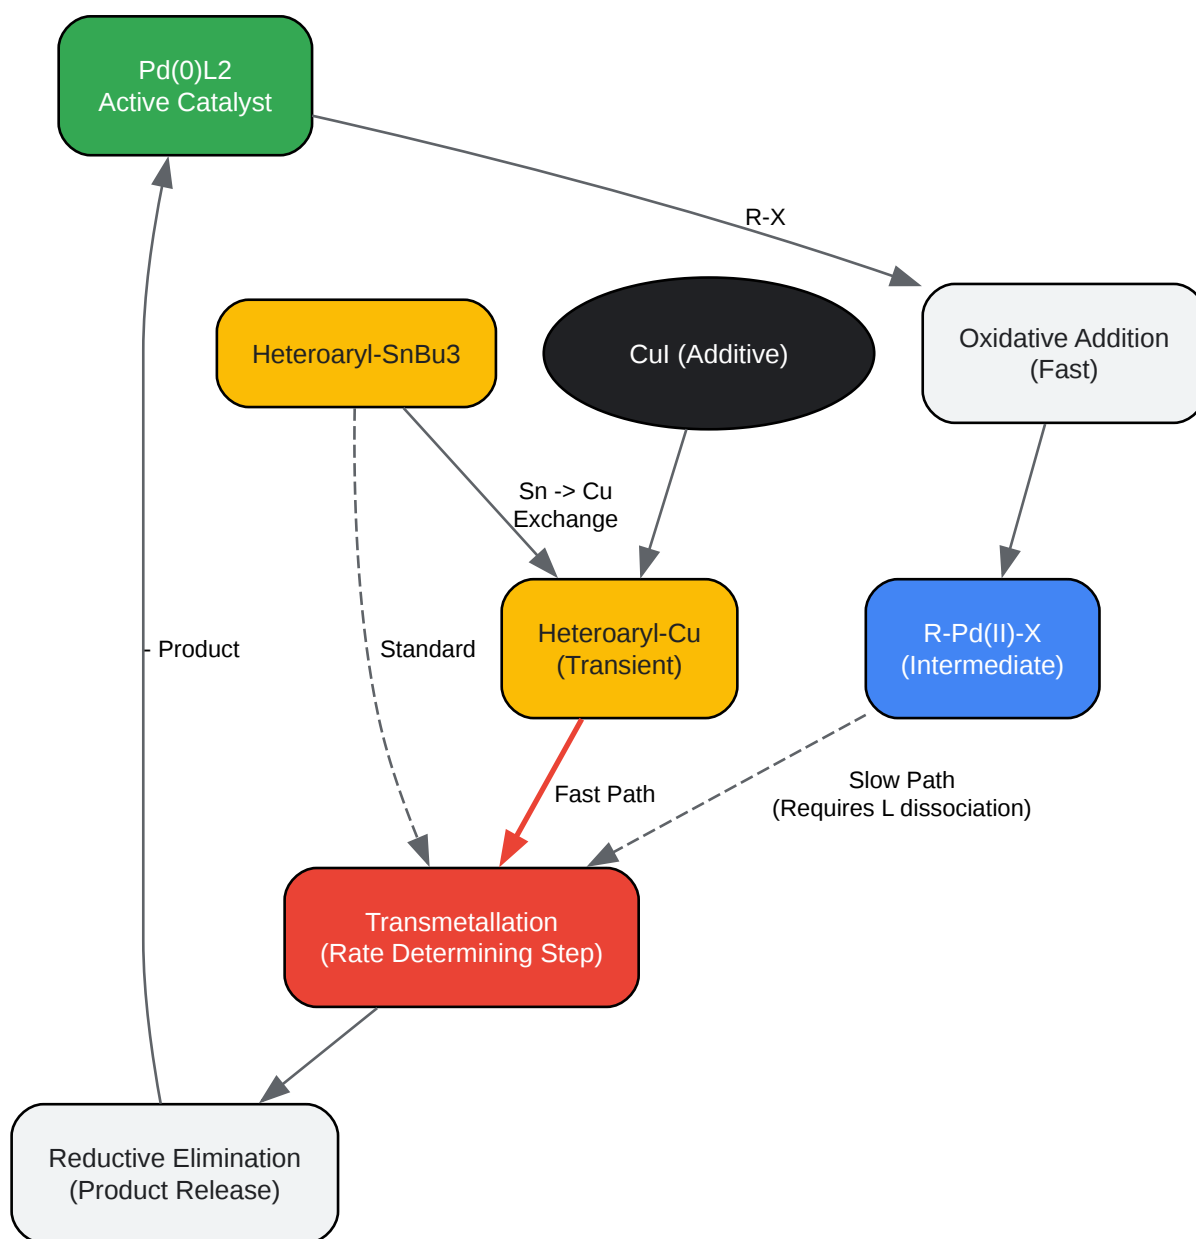 Pd(0)L2
Active Catalyst
R-X
Heteroaryl-SnBu3
CuI (Additive)
Oxidative Addition
(Fast)
Sn -> Cu
Exchange
- Product
Standard
Heteroaryl-Cu
(Transient)
R-Pd(II)-X
(Intermediate)
Fast Path
Slow Path
(Requires L dissociation)
Transmetallation
(Rate Determining Step)
Reductive Elimination
(Product Release)